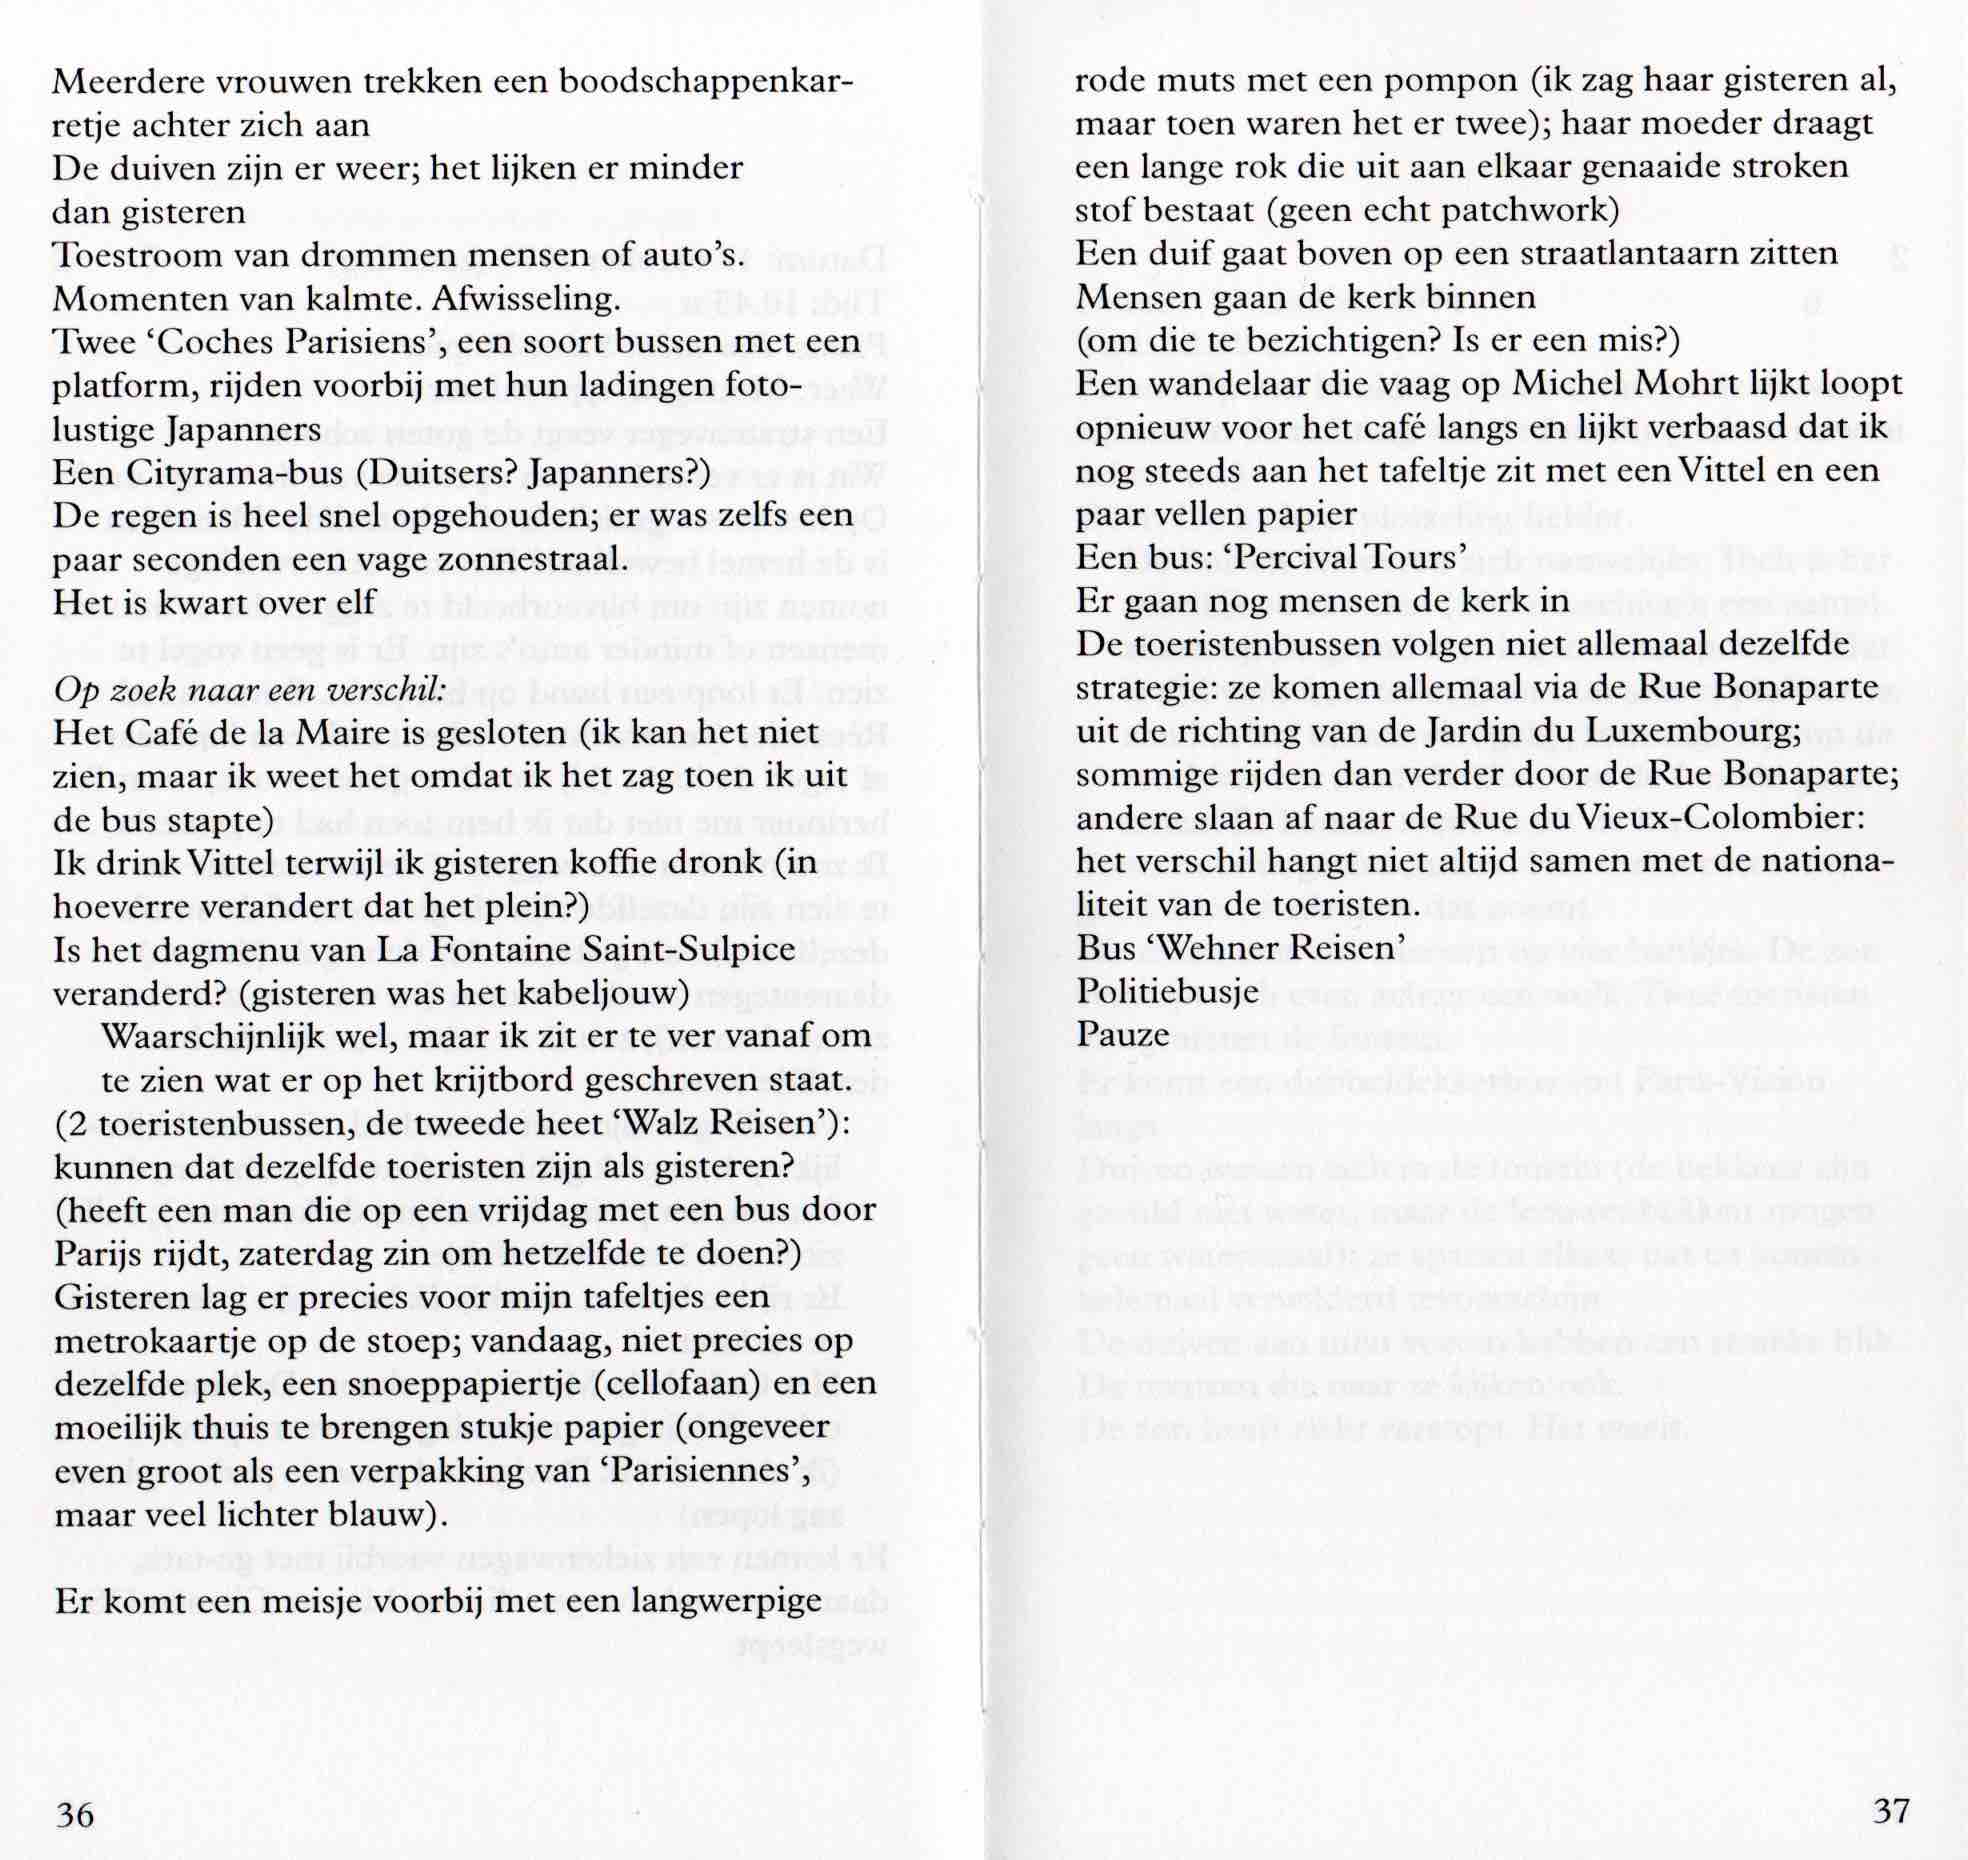 Meerdere vrouwen trekken een boodschappenkar-
retje achter zich aan
De duiven zijn er weer; het lijken er minder
dan gisteren
Toestroom van drommen mensen of auto’s.
Momenten van kalmte. Afwisseling.
Twee ‘Coches Parisiens’, een soort bussen met een
platform, rijden voorbij met hun ladingen foto-
lustige Japanners
Een Cityrama-bus (Duitsers? Japanners?)
De regen is heel snel opgehouden; er was zelfs een
paar seconden een vage zonnestraal.
Het is kwart over elf
Op zoek naar een verschil:
Het Café de la Maire is gesloten (ik kan het niet
zien, maar ik weet het omdat ik het zag toen ik uit
de bus stapte)
Ik drink Vittel terwijl ik gisteren koffie dronk (in
hoeverre verandert dat het plein?)
Is het dagmenu van La Fontaine Saint-Sulpice
veranderd? (gisteren was het kabeljouw)
Waarschijnlijk wel, maar ik zit er te ver vanaf om
te zien wat er op het krijtbord geschreven staat.
(2 toeristenbussen, de tweede heet ‘Walz Reisen’):
kunnen dat dezelfde toeristen zijn als gisteren?
(heeft een man die op een vrijdag met een bus door
Parijs rijdt, zaterdag zin om hetzelfde te doen?)
Gisteren lag er precies voor mijn tafeltjes een
metrokaartje op de stoep; vandaag, niet precies op
dezelfde plek, een snoeppapiertje (cellofaan) en een
moeilijk thuis te brengen stukje papier (ongeveer
even groot als een verpakking van ‘Parisiennes’,
maar veel lichter blauw).
Er komt een meisje voorbij met een langwerpige
36
rode muts met een pompon (ik zag haar gisteren al,
maar toen waren het er twee); haar moeder draagt
een lange rok die uit aan elkaar genaaide stroken
stof bestaat (geen echt patchwork)
Een duif gaat boven op een straatlantaarn zitten
Mensen gaan de kerk binnen
(om die te bezichtigen? Is er een mis?)
Een wandelaar die vaag op Michel Mohrt lijkt loopt
opnieuw voor het café langs en lijkt verbaasd dat ik
nog steeds aan het tafeltje zit met een Vittel en een
paar vellen papier
Een bus: ‘Percival Tours’
Er gaan nog mensen de kerk in
De toeristenbussen volgen niet allemaal dezelfde
strategie: ze komen allemaal via de Rue Bonaparte
uit de richting van de Jardin du Luxembourg;
sommige rijden dan verder door de Rue Bonaparte;
andere slaan af naar de Rue du Vieux-Colombier:
het verschil hangt niet altijd samen met de nationa-
liteit van de toeristen.
Bus ‘Wehner Reisen’
Politiebusje
Pauze
37